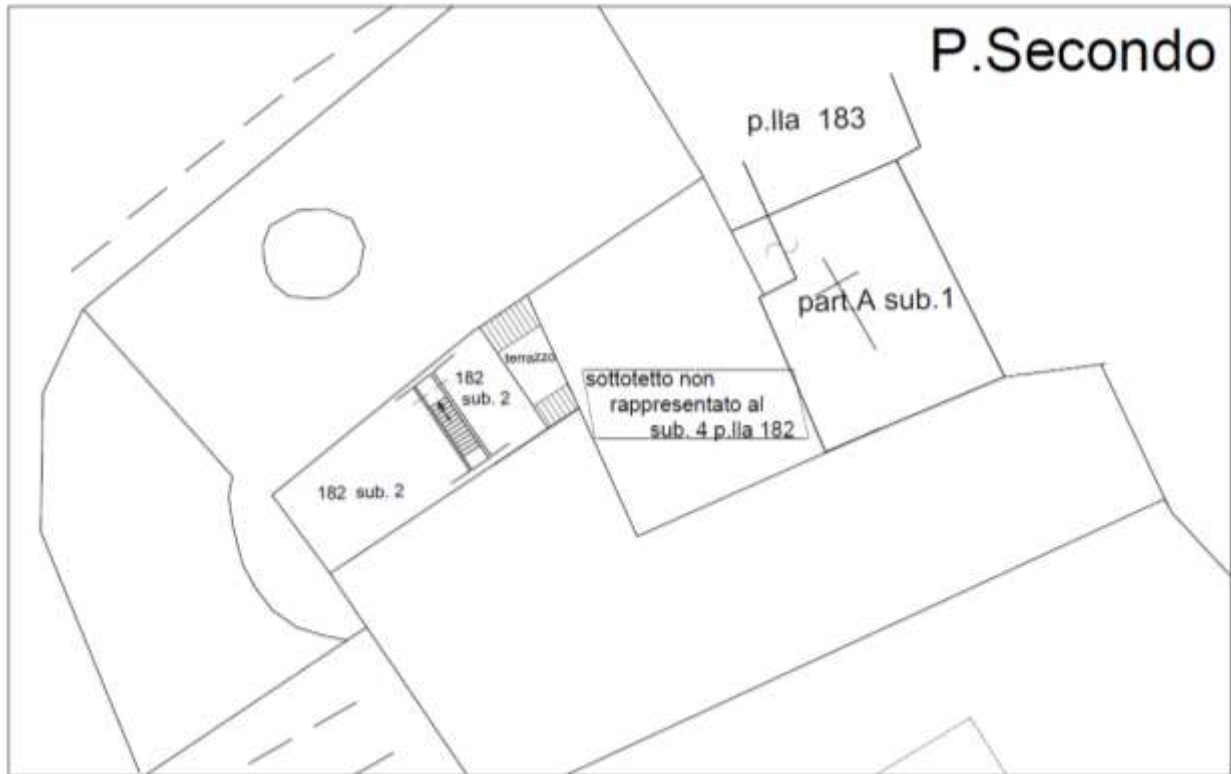 P.Secondo
p.lla 183
part.A sub.1
terrazzo
182
sub. 2
sottotetto non
rappresentato al
sub. 4 p.lla 182
182 sub. 2